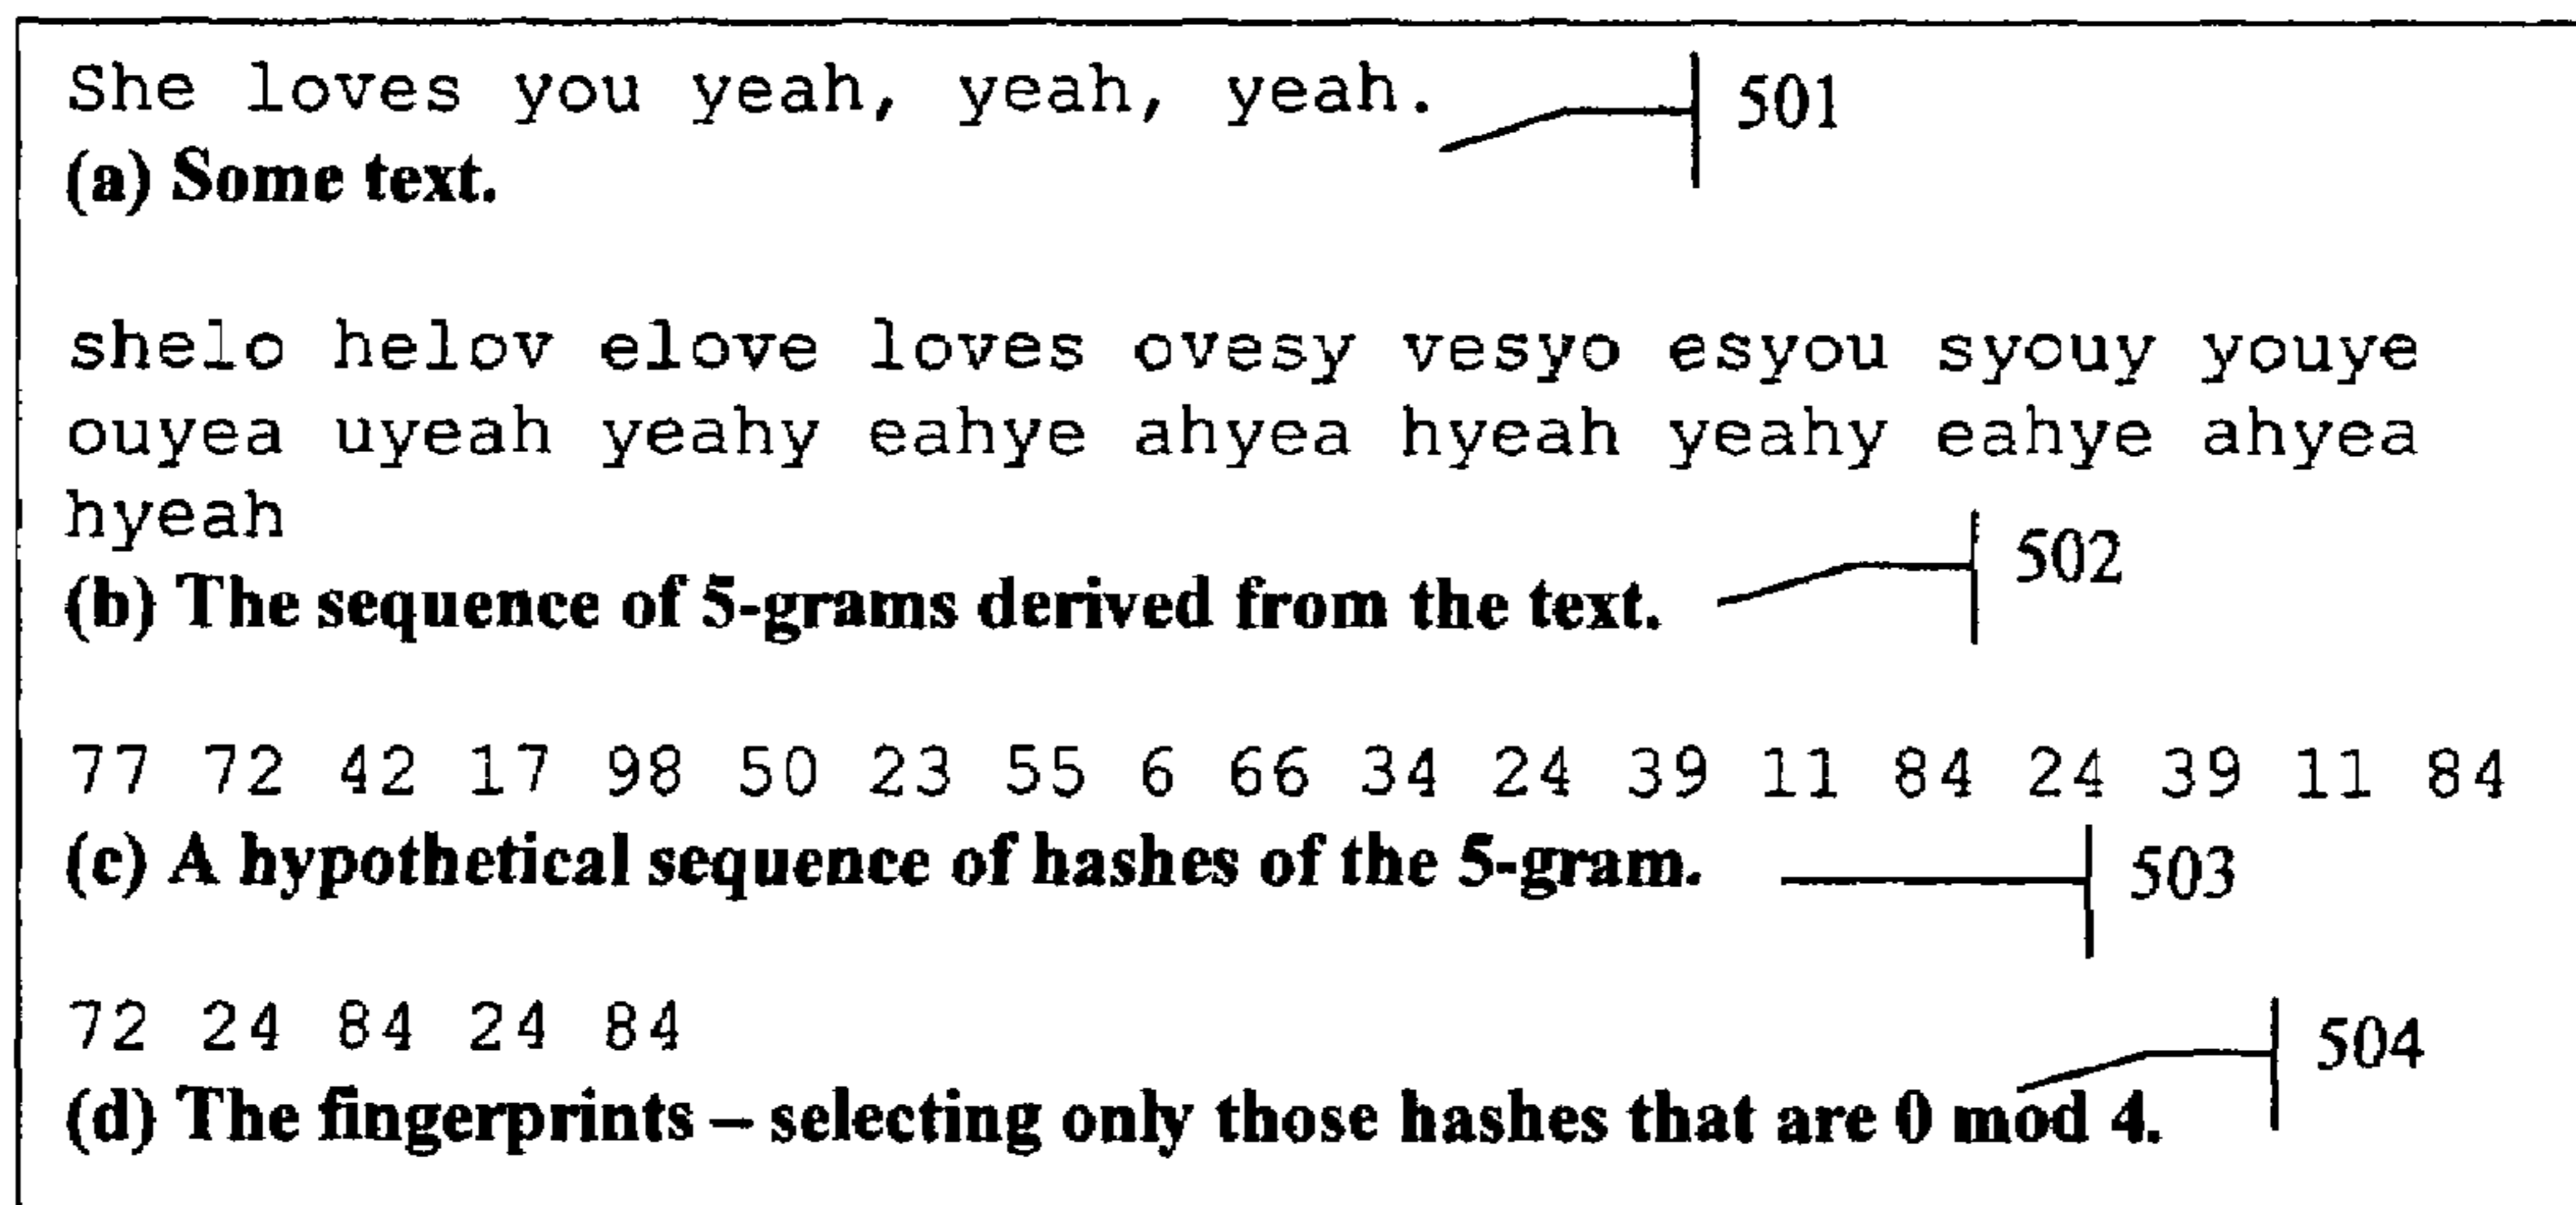 She loves you yeah, yeah, yeah.
501
(a) Some text.
shelo helov elove loves ovesy vesyo esyou syouy youye
ouyea uyeah yeahy eahye ahyea hyeah yeahy eahye ahyea
hyeah
502
(b) The sequence of 5-grams derived from the text.
77 72 42 17 98 50 23 55 6 66 34 24 39 11 84 24 39 11 84
(c) A hypothetical sequence of hashes of the 5-gram.
503
72 24 84 24 84
504
(d) The fingerprints – selecting only those hashes that are 0 mod 4.